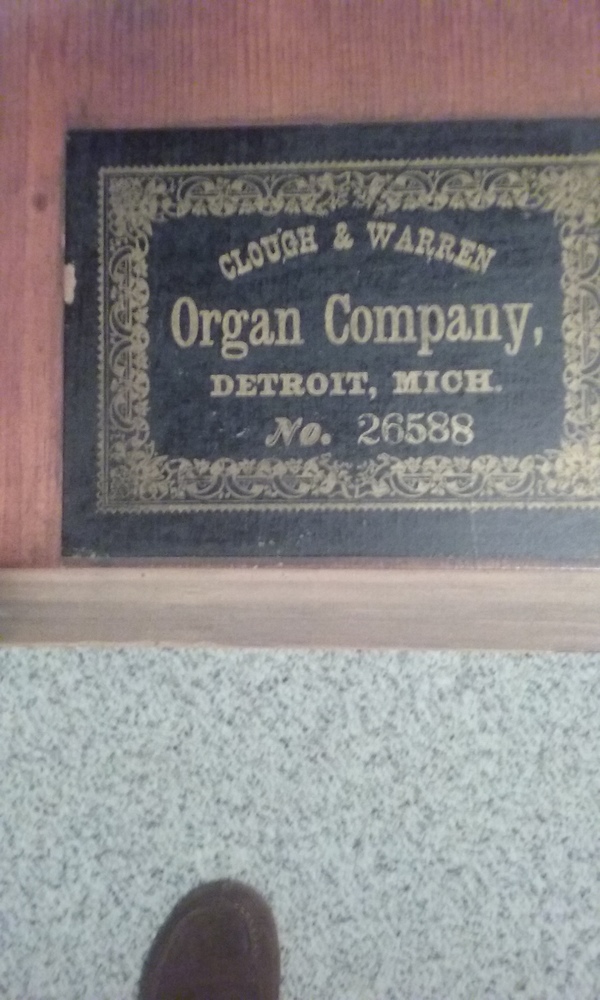 CLOUGH & WARREN
Organ Company,
DETROIT, MICH.
No. 26588